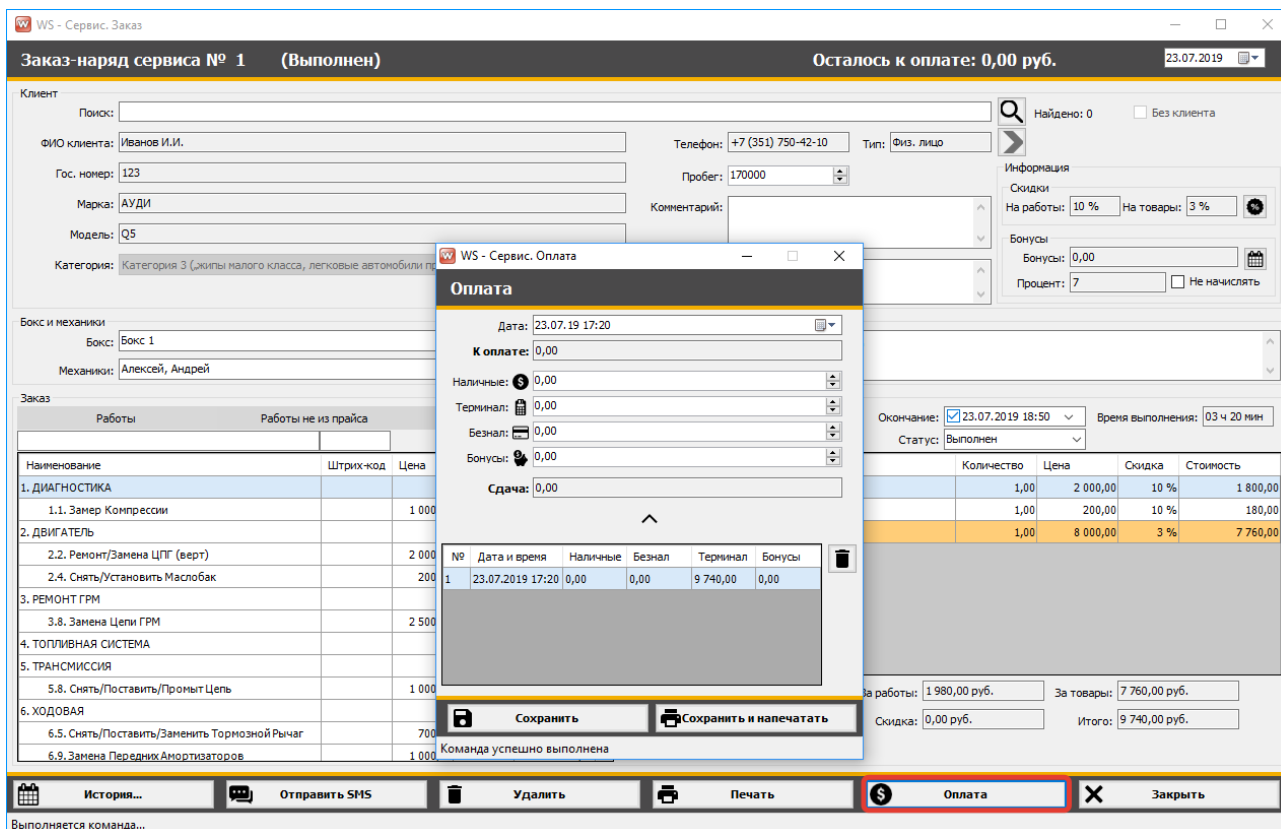 WS - Сервис. Заказ
Заказ-наряд сервиса № 1 (Выполнен) Осталось к оплате: 0,00 руб. 23.07.2019
Клиент
Поиск: Найдено: 0 Без клиента
ФИО клиента: Иванов И.И. Телефон: +7 (351) 750-42-10 Тип: Физ. лицо
Гос. номер: 123 Пробег: 170000
Марка: АУДИ Комментарий:
Модель: Q5
Категория: Категория 3 (джипы малого класса, легковые автомобили
Информация
Скидки
На работы: 10 % На товары: 3 %
Бонусы
Бонусы: 0,00
Процент: 7 Не начислять
Бокс и механики
Бокс: Бокс 1
Механики: Алексей, Андрей
Заказ
Работы Работы не из прайса
Окончание: 23.07.2019 18:50 Время выполнения: 03 ч 20 мин
Статус: Выполнен
Наименование Штрих-код Цена
1. ДИАГНОСТИКА
1.1. Замер Компрессии 1 000
2. ДВИГАТЕЛЬ
2.2. Ремонт/Замена ЦПГ (верт) 2 000
2.4. Снять/Установить Маслобак 200
3. РЕМОНТ ГРМ
3.8. Замена Цепи ГРМ 2 500
4. ТОПЛИВНАЯ СИСТЕМА
5. ТРАНСМИССИЯ
5.8. Снять/Поставить/Промыт Цепь 1 000
6. ХОДОВАЯ
6.5. Снять/Поставить/Заменить Тормозной Рычаг 700
6.9. Замена Передних Амортизаторов 1 000
Количество Цена Скидка Стоимость
1,00 2 000,00 10 % 1 800,00
1,00 200,00 10 % 180,00
1,00 8 000,00 3 % 7 760,00
За работы: 1 980,00 руб. За товары: 7 760,00 руб.
Скидка: 0,00 руб. Итого: 9 740,00 руб.
WS - Сервис. Оплата
Оплата
Дата: 23.07.19 17:20
К оплате: 0,00
Наличные: 0,00
Терминал: 0,00
Безнал: 0,00
Бонусы: 0,00
Сдача: 0,00
№ Дата и время Наличные Безнал Терминал Бонусы
1 23.07.2019 17:20 0,00 0,00 9 740,00 0,00
Сохранить Сохранить и напечатать
Команда успешно выполнена
История... Отправить SMS Удалить Печать Оплата Закрыть
Выполняется команда...